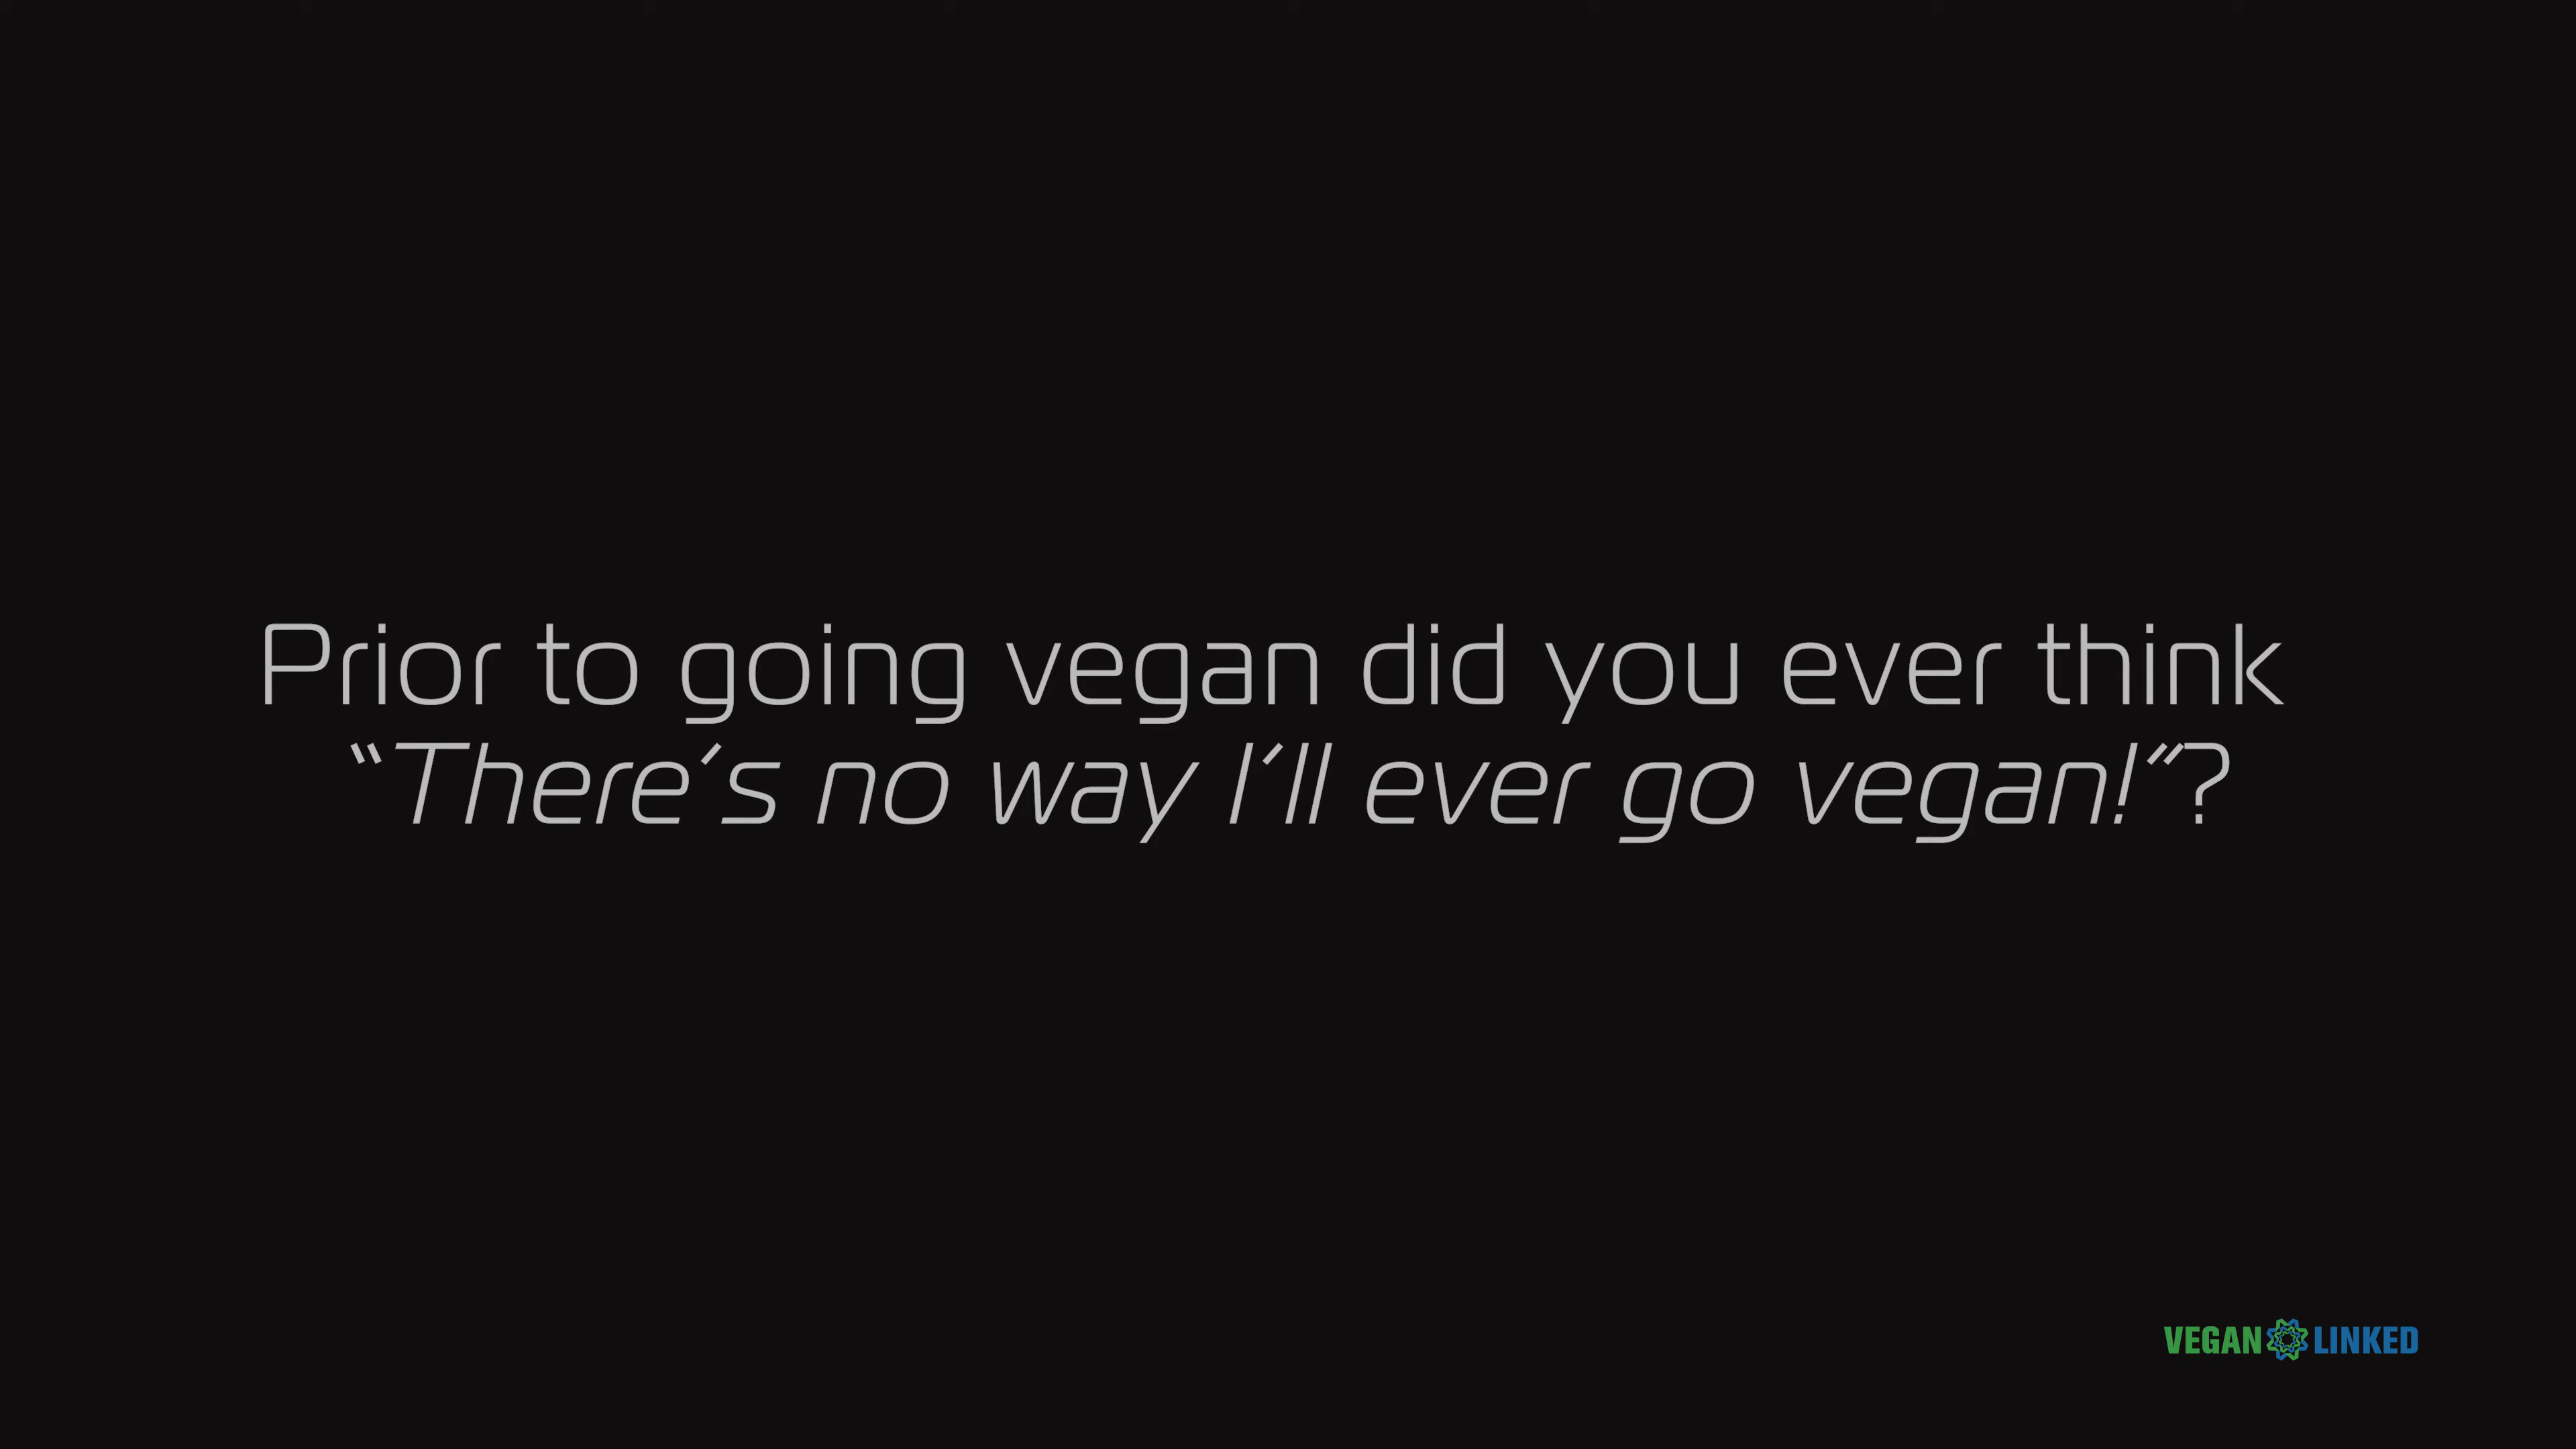 Prior to going vegan did you ever think
“There’s no way I’ll ever go vegan!”?
VEGAN LINKED